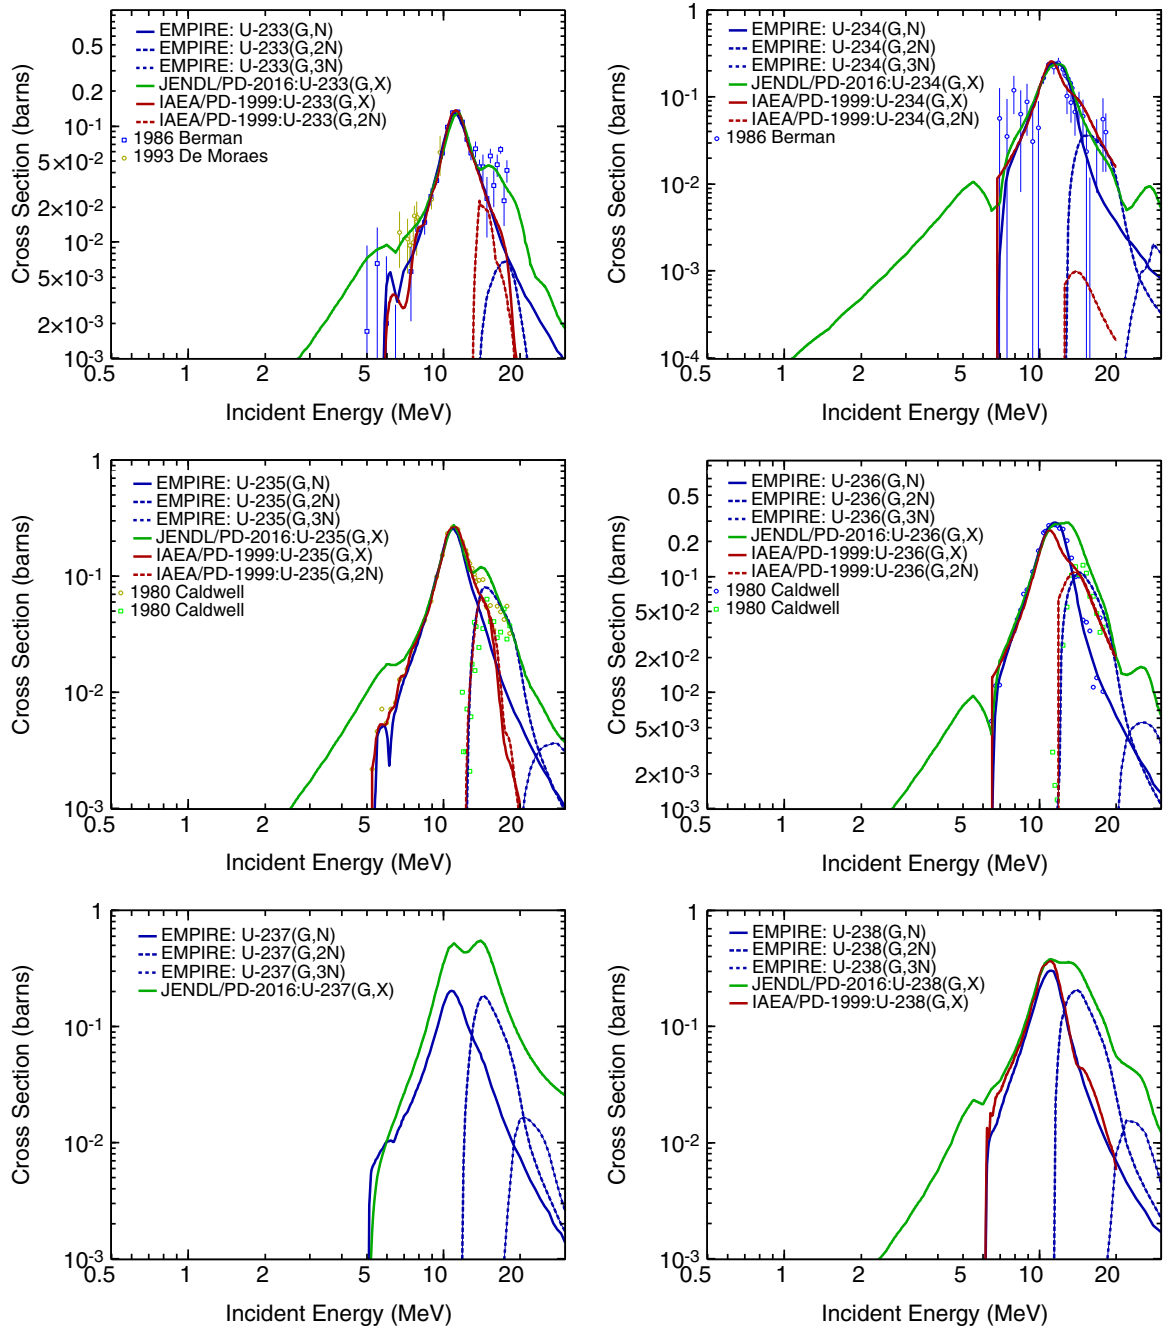 EMPIRE: U-233(G,N)
EMPIRE: U-233(G,2N)
EMPIRE: U-233(G,3N)
JENDL/PD-2016:U-233(G,X)
IAEA/PD-1999:U-233(G,X)
IAEA/PD-1999:U-233(G,2N)
1986 Berman
1993 De Moraes
Cross Section (barns)
0.5
0.2
10-1
5×10-2
2×10-2
10-2
5×10-3
2×10-3
10-3
0.5 1 2 5 10 20
Incident Energy (MeV)
EMPIRE: U-234(G,N)
EMPIRE: U-234(G,2N)
EMPIRE: U-234(G,3N)
JENDL/PD-2016:U-234(G,X)
IAEA/PD-1999:U-234(G,X)
IAEA/PD-1999:U-234(G,2N)
1986 Berman
Cross Section (barns)
1
10-1
10-2
10-3
10-4
0.5 1 2 5 10 20
Incident Energy (MeV)
EMPIRE: U-235(G,N)
EMPIRE: U-235(G,2N)
EMPIRE: U-235(G,3N)
JENDL/PD-2016:U-235(G,X)
IAEA/PD-1999:U-235(G,X)
IAEA/PD-1999:U-235(G,2N)
1980 Caldwell
1980 Caldwell
Cross Section (barns)
1
10-1
10-2
10-3
0.5 1 2 5 10 20
Incident Energy (MeV)
EMPIRE: U-236(G,N)
EMPIRE: U-236(G,2N)
EMPIRE: U-236(G,3N)
JENDL/PD-2016:U-236(G,X)
IAEA/PD-1999:U-236(G,X)
IAEA/PD-1999:U-236(G,2N)
1980 Caldwell
1980 Caldwell
Cross Section (barns)
0.5
0.2
10-1
5×10-2
2×10-2
10-2
5×10-3
2×10-3
10-3
0.5 1 2 5 10 20
Incident Energy (MeV)
EMPIRE: U-237(G,N)
EMPIRE: U-237(G,2N)
EMPIRE: U-237(G,3N)
JENDL/PD-2016:U-237(G,X)
Cross Section (barns)
1
10-1
10-2
10-3
0.5 1 2 5 10 20
Incident Energy (MeV)
EMPIRE: U-238(G,N)
EMPIRE: U-238(G,2N)
EMPIRE: U-238(G,3N)
JENDL/PD-2016:U-238(G,X)
IAEA/PD-1999:U-238(G,X)
Cross Section (barns)
1
10-1
10-2
10-3
0.5 1 2 5 10 20
Incident Energy (MeV)